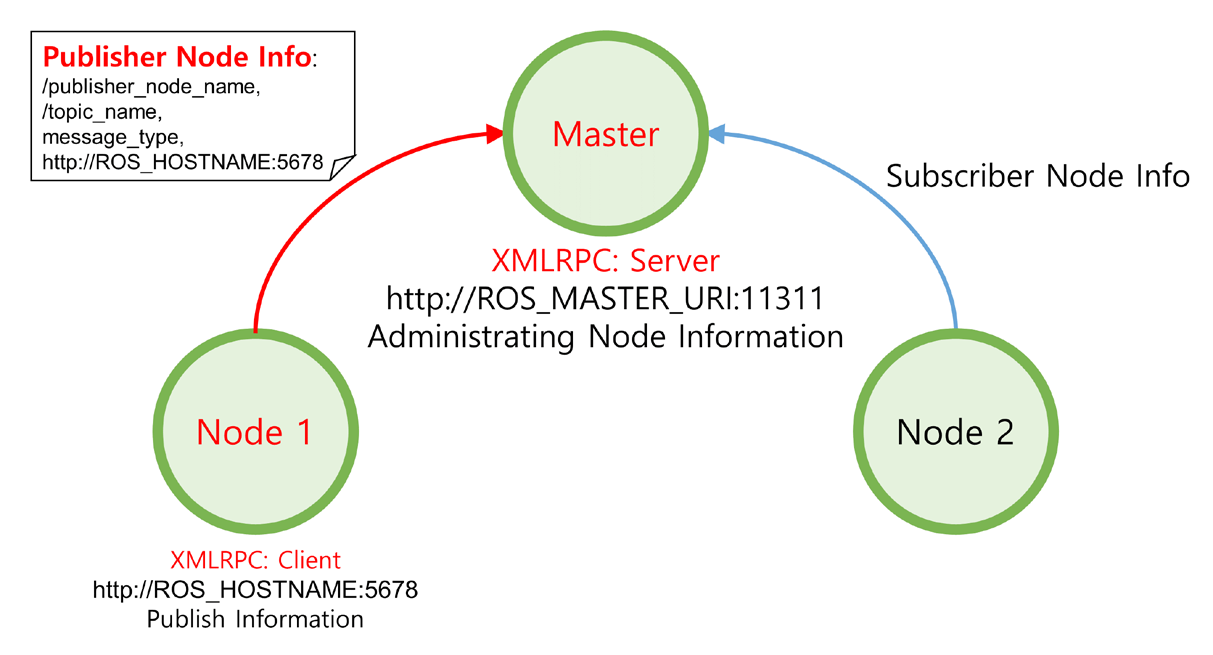 Publisher Node Info:
/publisher_node_name,
/topic_name,
message_type,
http://ROS_HOSTNAME:5678
Master
Subscriber Node Info
XMLRPC: Server
http://ROS_MASTER_URI:11311
Administrating Node Information
Node 1
Node 2
XMLRPC: Client
http://ROS_HOSTNAME:5678
Publish Information